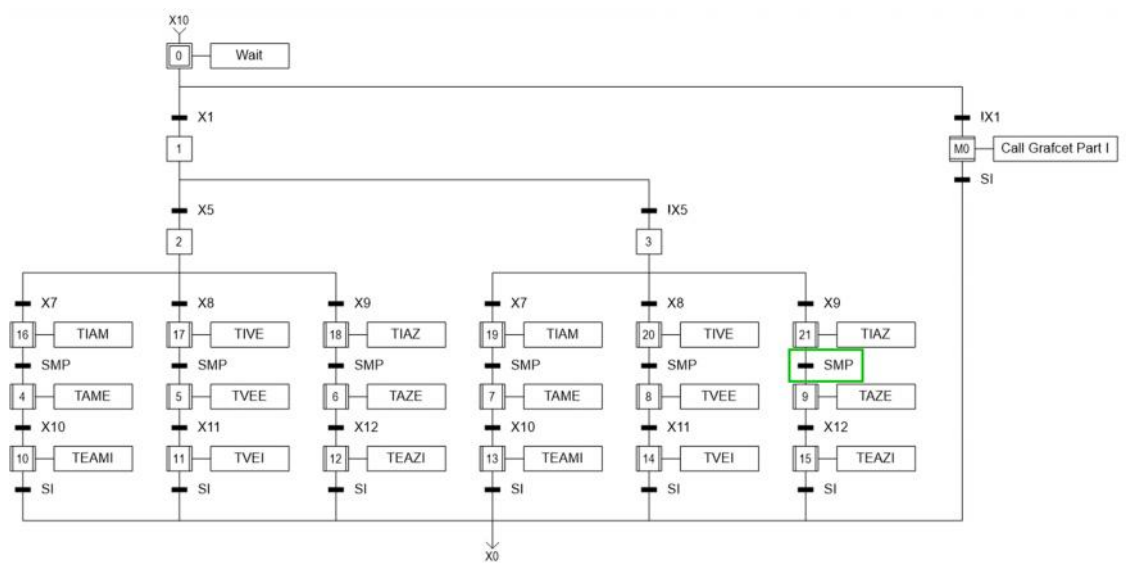 X10
0 Wait
X1 !X1
1 M0 Call Grafcet Part I
SI
X5 !X5
2 3
X7 X8 X9 X7 X8 X9
16 TIAM 17 TIVE 18 TIAZ 19 TIAM 20 TIVE 21 TIAZ
SMP SMP SMP SMP SMP SMP
4 TAME 5 TVEE 6 TAZE 7 TAME 8 TVEE 9 TAZE
X10 X11 X12 X10 X11 X12
10 TEAMI 11 TVEI 12 TEAZI 13 TEAMI 14 TVEI 15 TEAZI
SI SI SI SI SI SI
X0